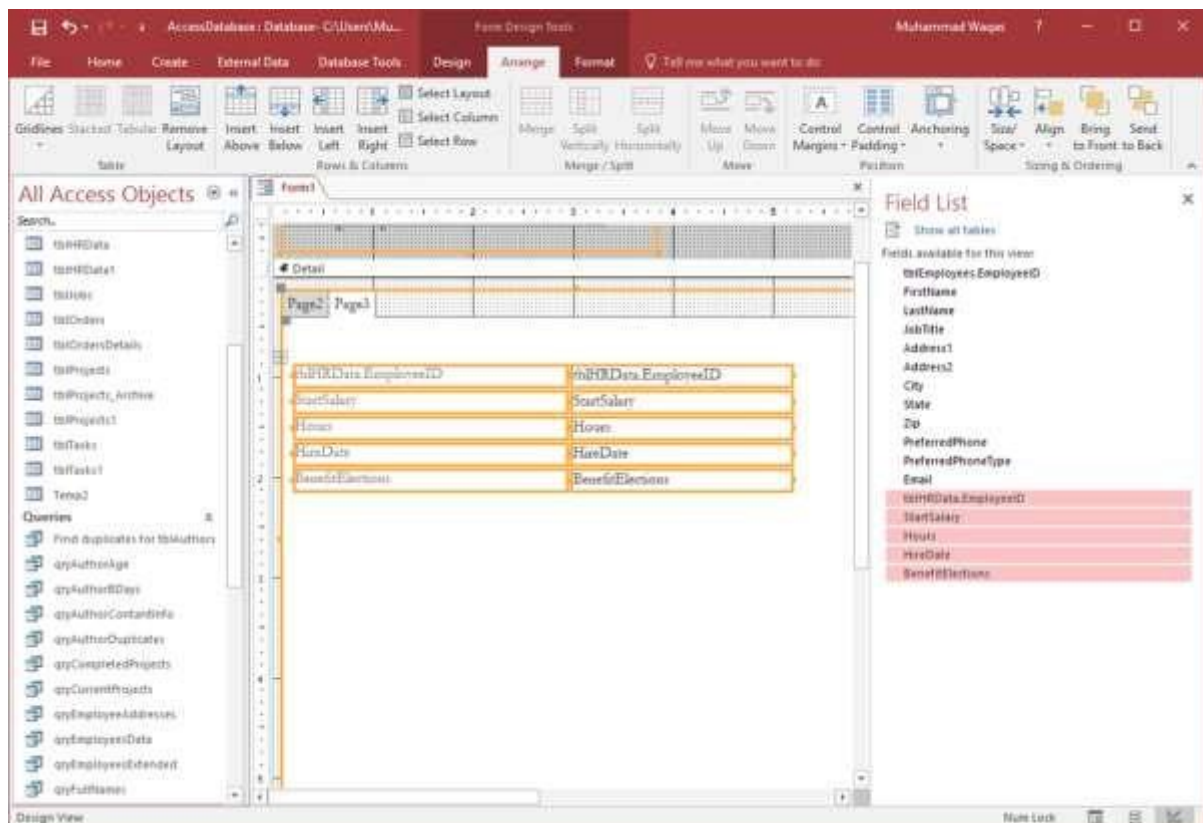 AccessDatabase : Database- C:\Users\Mu...
Form Design Tools
Muhammad Waqas
?
File Home Create External Data Database Tools Design Arrange Format Tell me what you want to do
Gridlines Stacked Tabular Remove Layout
Insert Above Insert Below Insert Left Insert Right
Select Layout
Select Column
Select Row
Merge Split Vertically Split Horizontally
Move Up Move Down
Control Margins Control Padding Anchoring
Size/ Space Align Bring to Front Send to Back
Table Rows & Columns Merge / Split Move Position Sizing & Ordering
All Access Objects
Search...
tblHRData
tblHRData1
tblJobs
tblOrders
tblOrdersDetails
tblProjects
tblProjects_Archive
tblProjects1
tblTasks
tblTasks1
Temp2
Queries
Find duplicates for tblAuthors
qryAuthorAge
qryAuthorBDays
qryAuthorContantInfo
qryAuthorDuplicates
qryCompletedProjects
qryCurrentProjects
qryEmployeeAddresses
qryEmployeesData
qryEmployeesExtended
qryFullNames
Form1
Detail
Page2 Page3
tblHRData.EmployeeID tblHRData.EmployeeID
StartSalary StartSalary
Hours Hours
HireDate HireDate
BenefitElections BenefitElections
Field List
Show all tables
Fields available for this view:
tblEmployees.EmployeeID
FirstName
LastName
JobTitle
Address1
Address2
City
State
Zip
PreferredPhone
PreferredPhoneType
Email
tblHRData.EmployeeID
StartSalary
Hours
HireDate
BenefitElections
Design View
Num Lock